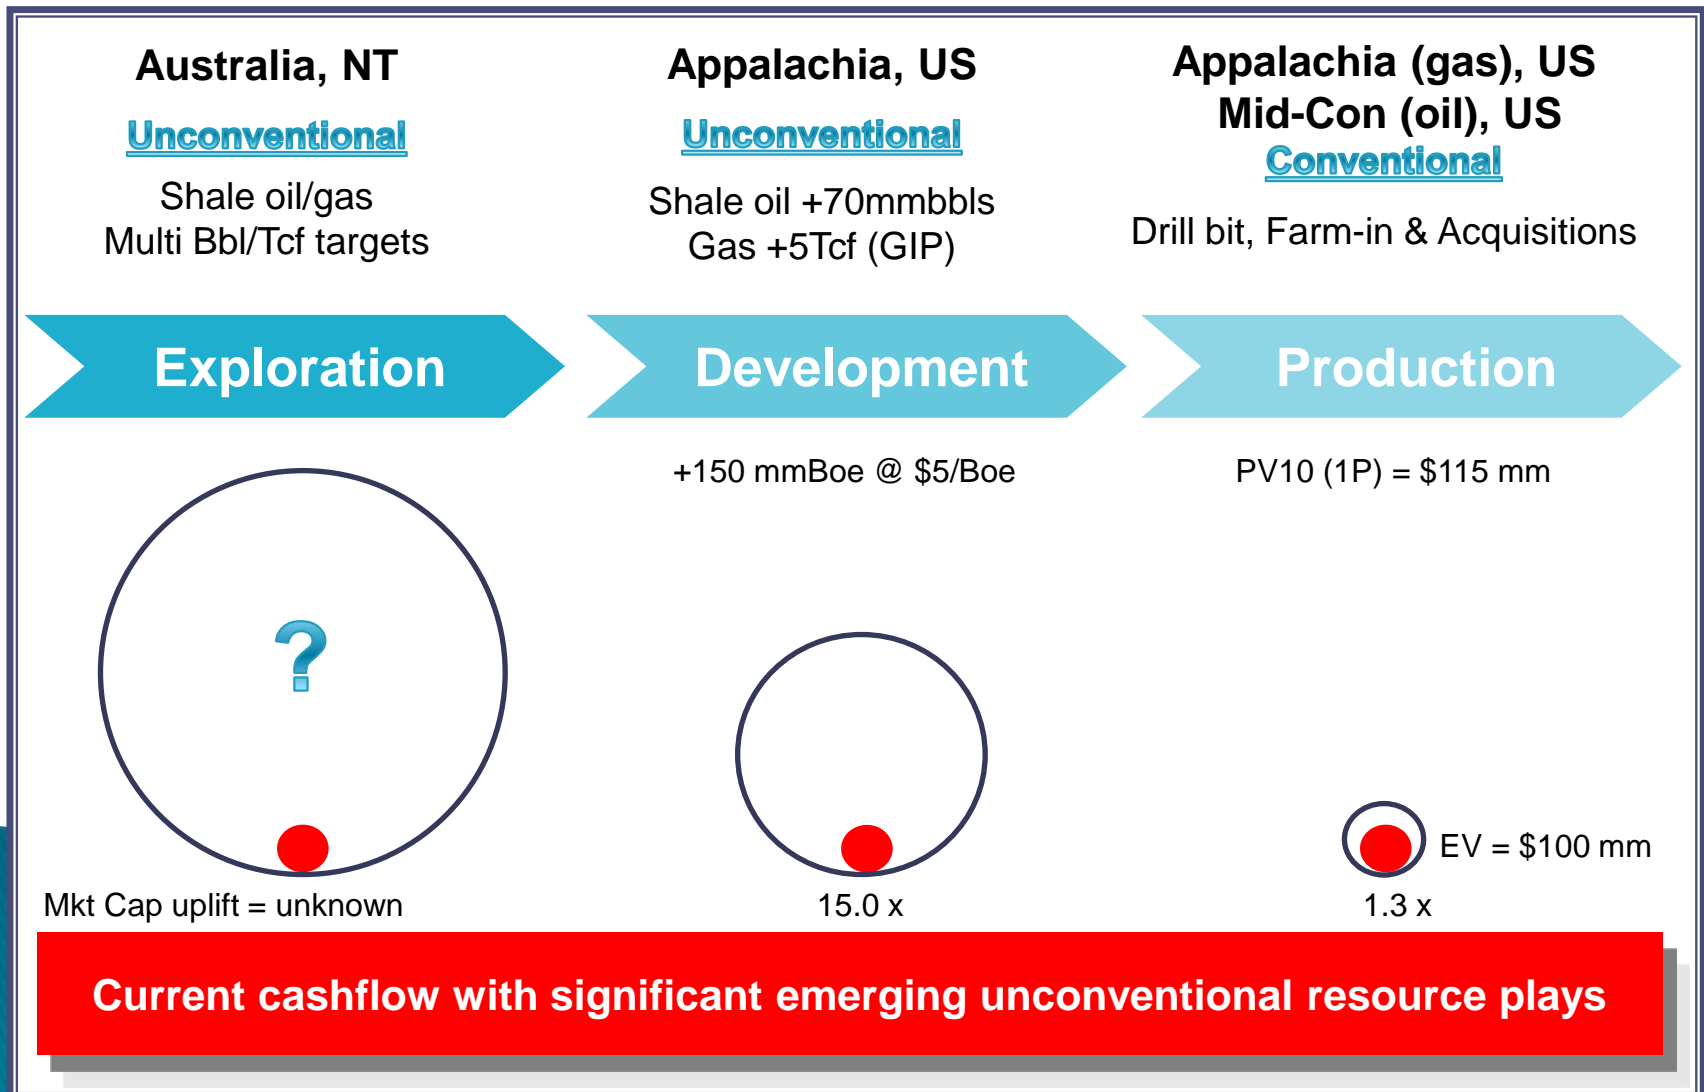 Australia, NT
Unconventional
Shale oil/gas
Multi Bbl/Tcf targets
Appalachia, US
Unconventional
Shale oil +70mmbbls
Gas +5Tcf (GIP)
Appalachia (gas), US
Mid-Con (oil), US
Conventional
Drill bit, Farm-in & Acquisitions
Exploration
Development
Production
+150 mmBoe @ $5/Boe
PV10 (1P) = $115 mm
?
EV = $100 mm
Mkt Cap uplift = unknown
15.0 x
1.3 x
Current cashflow with significant emerging unconventional resource plays